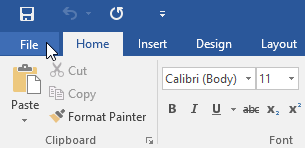 File Home Insert Design Layout
Cut
Copy
Paste
Format Painter
Calibri (Body) 11
B I U abc X₂ X²
Clipboard Font